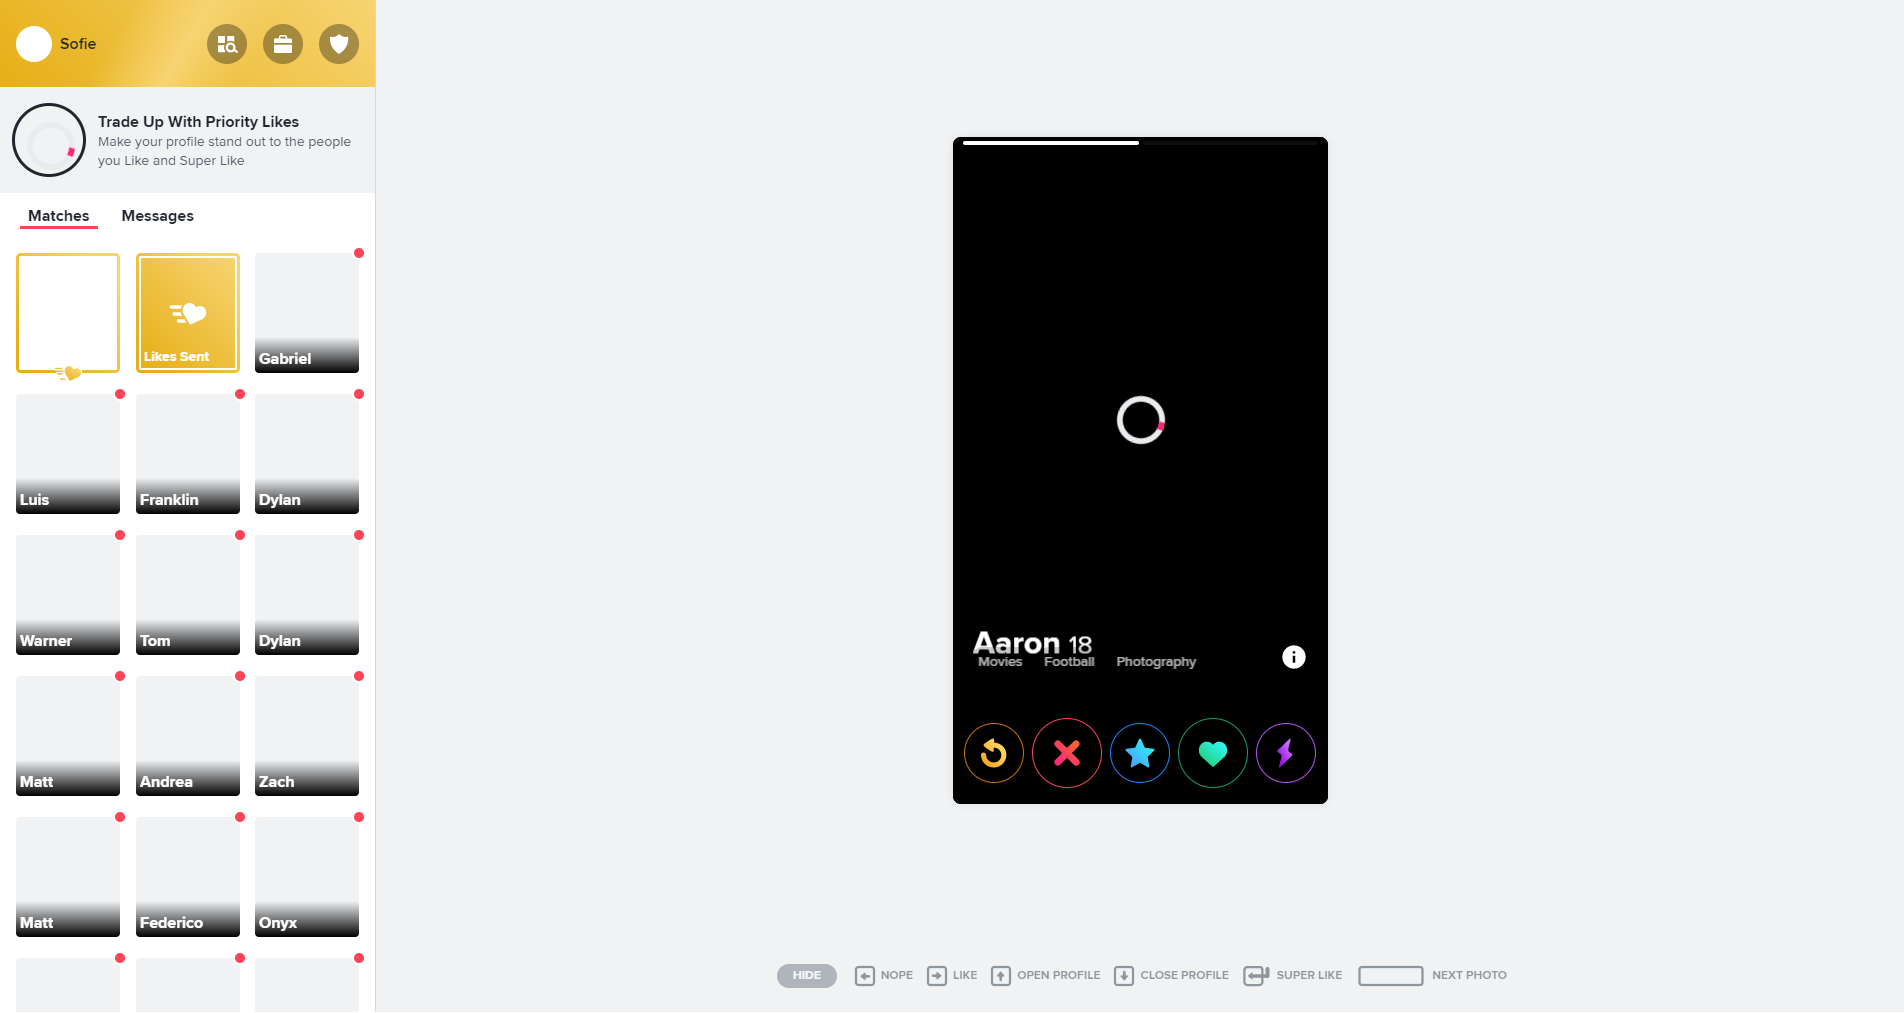 Sofie
Trade Up With Priority Likes
Make your profile stand out to the people
you Like and Super Like
Matches
Messages
Likes Sent
Gabriel
Luis
Franklin
Dylan
Warner
Tom
Dylan
Matt
Andrea
Zach
Matt
Federico
Onyx
Aaron 18
Movies Football Photography
HIDE NOPE LIKE OPEN PROFILE CLOSE PROFILE SUPER LIKE NEXT PHOTO